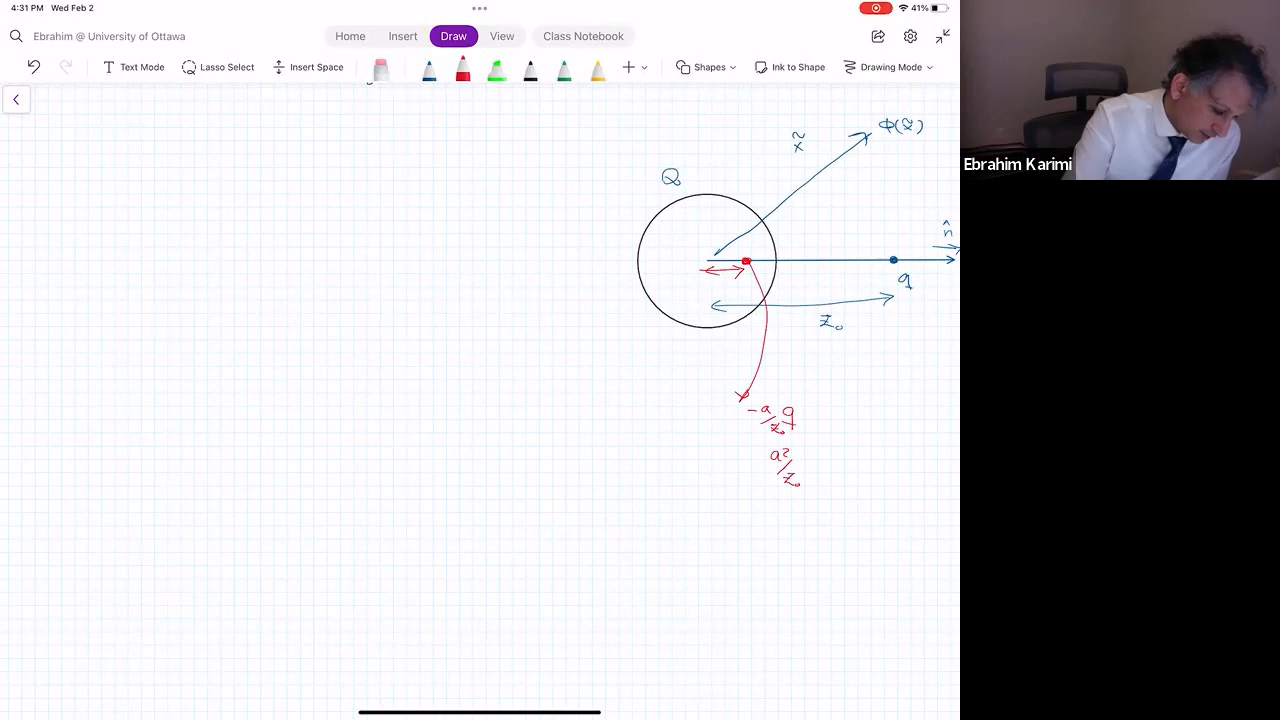 4:31 PM Wed Feb 2
41%
Ebrahim @ University of Ottawa
Home Insert Draw View Class Notebook
Text Mode
Lasso Select
Insert Space
Shapes
Ink to Shape
Drawing Mode
Φ(x̃)
x̃
Q
n̂
q
z₀
-a/z₀ q
a²/z₀
Ebrahim Karimi